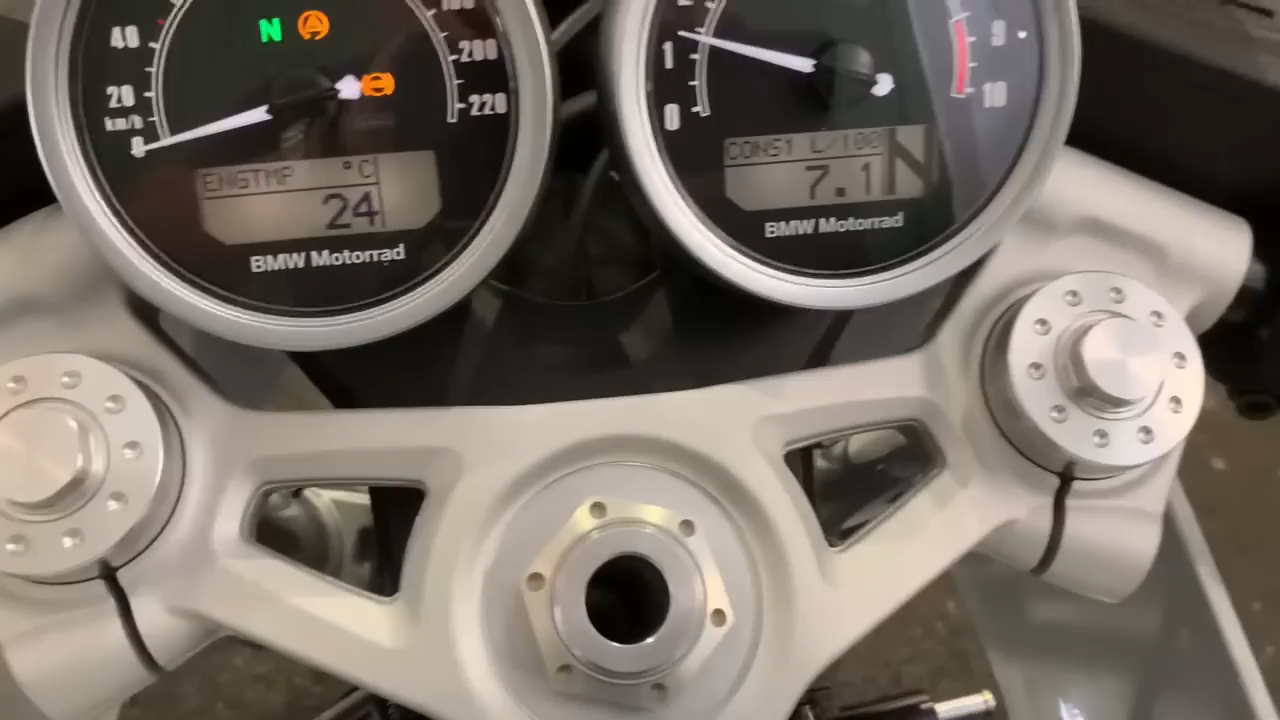 40
20
km/h
0
N
A
200
220
ENGTMP °C
24
BMW Motorrad
1
0
9
10
CONS1 L/100
7.1 N
BMW Motorrad